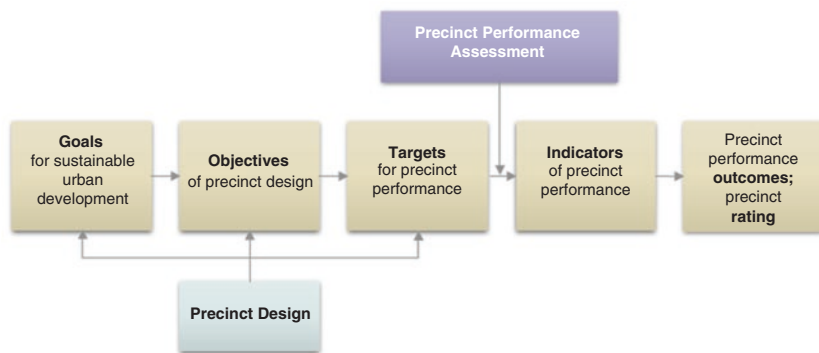 Precinct Performance
Assessment
Goals
for sustainable
urban
development
Objectives
of precinct design
Targets
for precinct
performance
Indicators
of precinct
performance
Precinct
performance
outcomes;
precinct
rating
Precinct Design